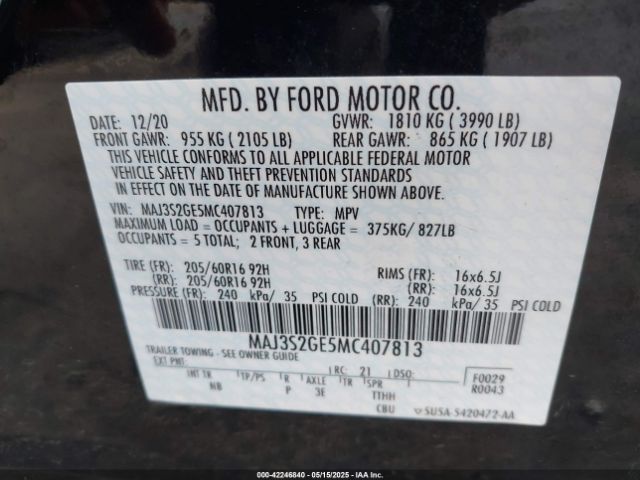 MFD. BY FORD MOTOR CO.
DATE: 12/20 GVWR: 1810 KG ( 3990 LB)
FRONT GAWR: 955 KG ( 2105 LB) REAR GAWR: 865 KG ( 1907 LB)
THIS VEHICLE CONFORMS TO ALL APPLICABLE FEDERAL MOTOR
VEHICLE SAFETY AND THEFT PREVENTION STANDARDS
IN EFFECT ON THE DATE OF MANUFACTURE SHOWN ABOVE.
VIN: MAJ3S2GE5MC407813 TYPE: MPV
MAXIMUM LOAD = OCCUPANTS + LUGGAGE = 375KG/ 827LB
OCCUPANTS = 5 TOTAL; 2 FRONT, 3 REAR
TIRE (FR): 205/60R16 92H RIMS (FR): 16x6.5J
(RR): 205/60R16 92H (RR): 16x6.5J
PRESSURE (FR): 240 kPa/ 35 PSI COLD (RR): 240 kPa/ 35 PSI COLD
MAJ3S2GE5MC407813
TRAILER TOWING - SEE OWNER GUIDE
EXT PNT: RC: 21 DSO: F0029
INT TR TP/PS R AXLE TR SPR R0043
NB P 3E TTHH
CBU SU5A-5420472-AA
000-42246840 - 05/15/2025 - IAA Inc.